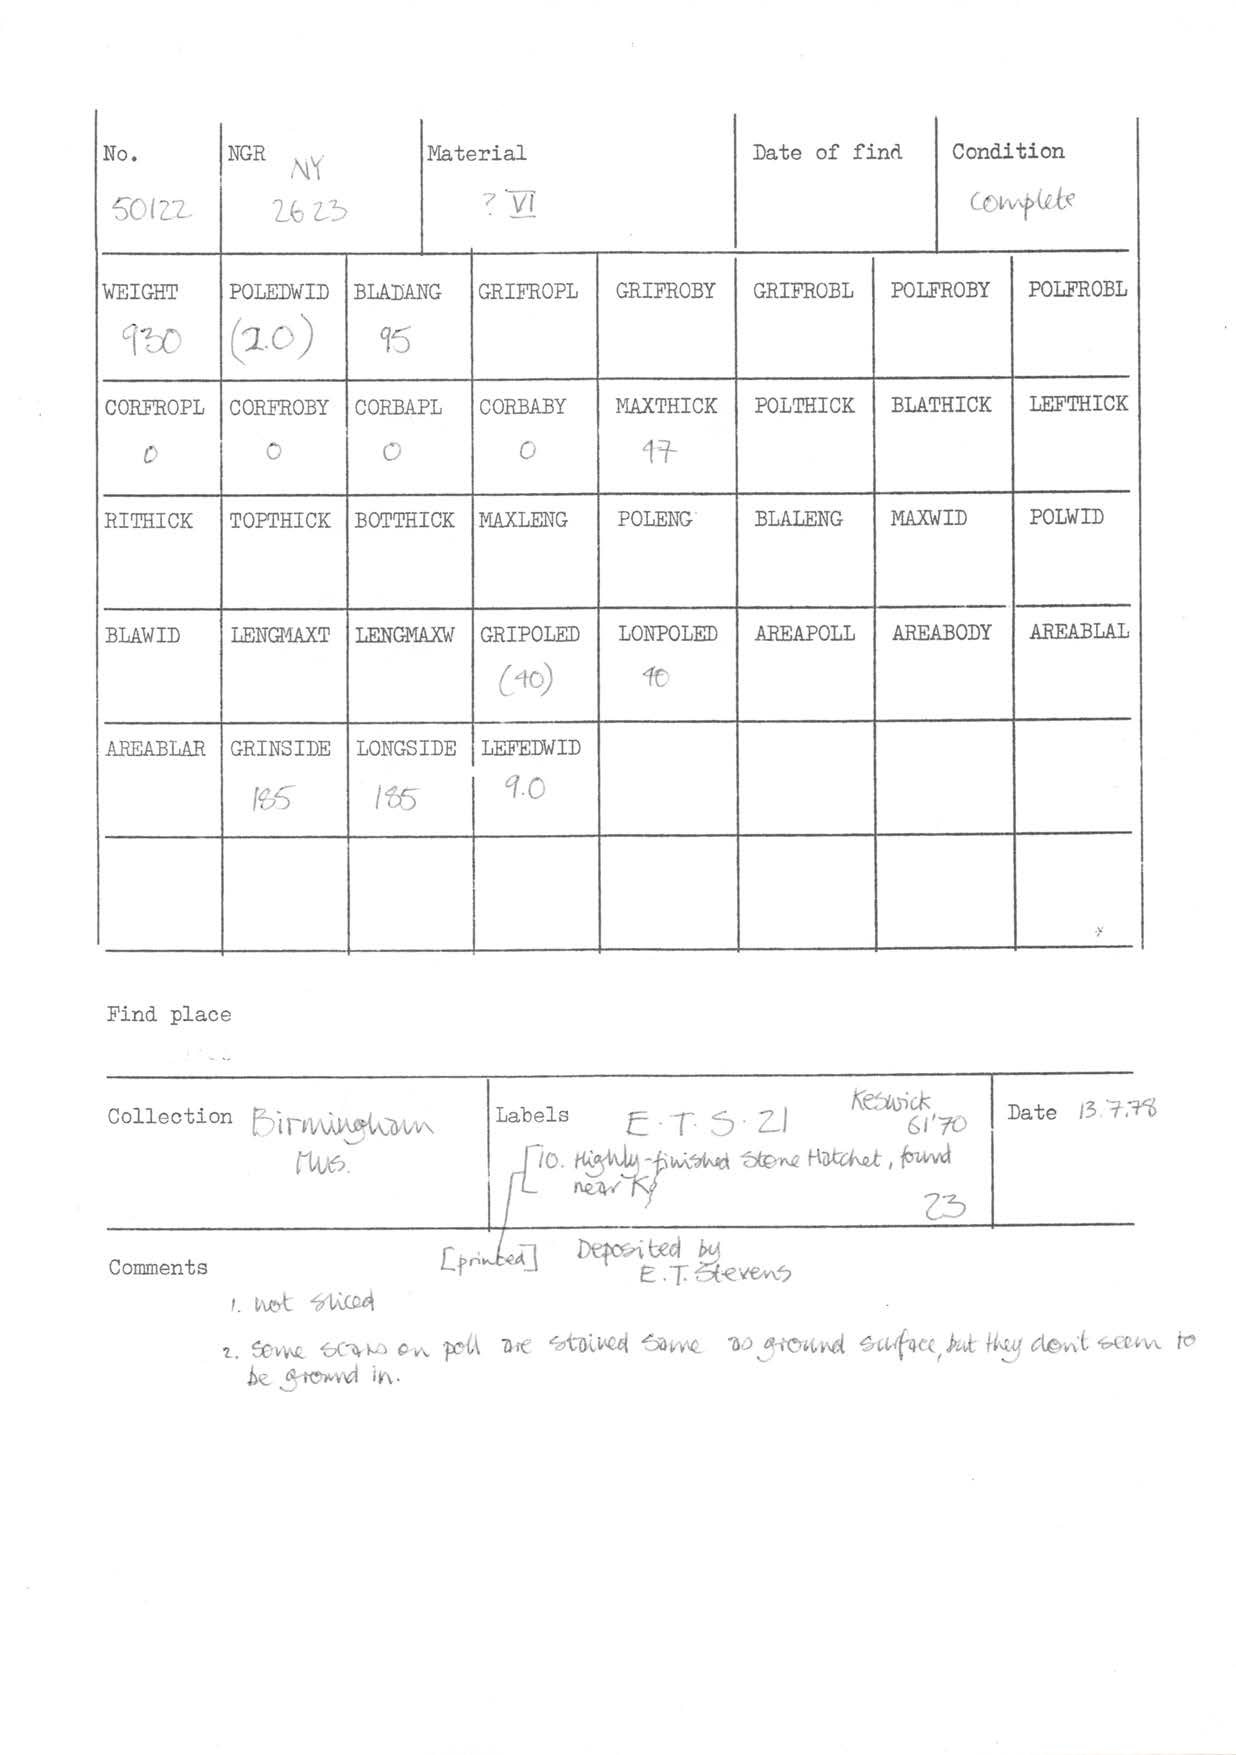 No. NGR Material Date of find Condition
NY
50122 2623 ? VI complete
WEIGHT POLEDWID BLADANG GRIFROPL GRIFROBY GRIFROBL POLFROBY POLFROBL
930 (2.0) 95
CORFROPL CORFROBY CORBAPL CORBABY MAXTHICK POLTHICK BLATHICK LEFTHICK
0 0 0 0 47
RITHICK TOPTHICK BOTTHICK MAXLENG POLENG BLALENG MAXWID POLWID
BLAWID LENGMAXT LENGMAXW GRIPOLED LONPOLED AREAPOLL AREABODY AREABLAL
(40) 40
AREABLAR GRINSIDE LONGSIDE LEFEDWID
185 185 9.0
Find place
Collection Birmingham
Mus.
Labels E.T.S.21 Keswick
61'70
10. Highly-finished Stone Hatchet, found
near
23
Date 13.7.78
[printed] Deposited by
E.T. Stevens
Comments
1. not sliced
2. some scars on poll are stained same as ground surface, but they don't seem to
be ground in.